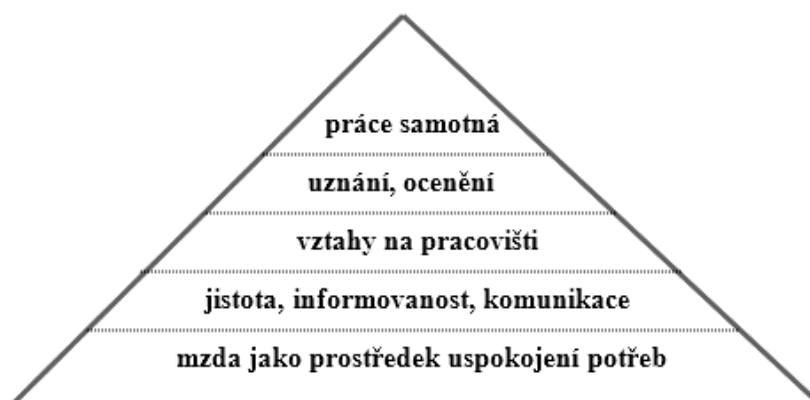 práce samotná
uznání, ocenění
vztahy na pracovišti
jistota, informovanost, komunikace
mzda jako prostředek uspokojení potřeb